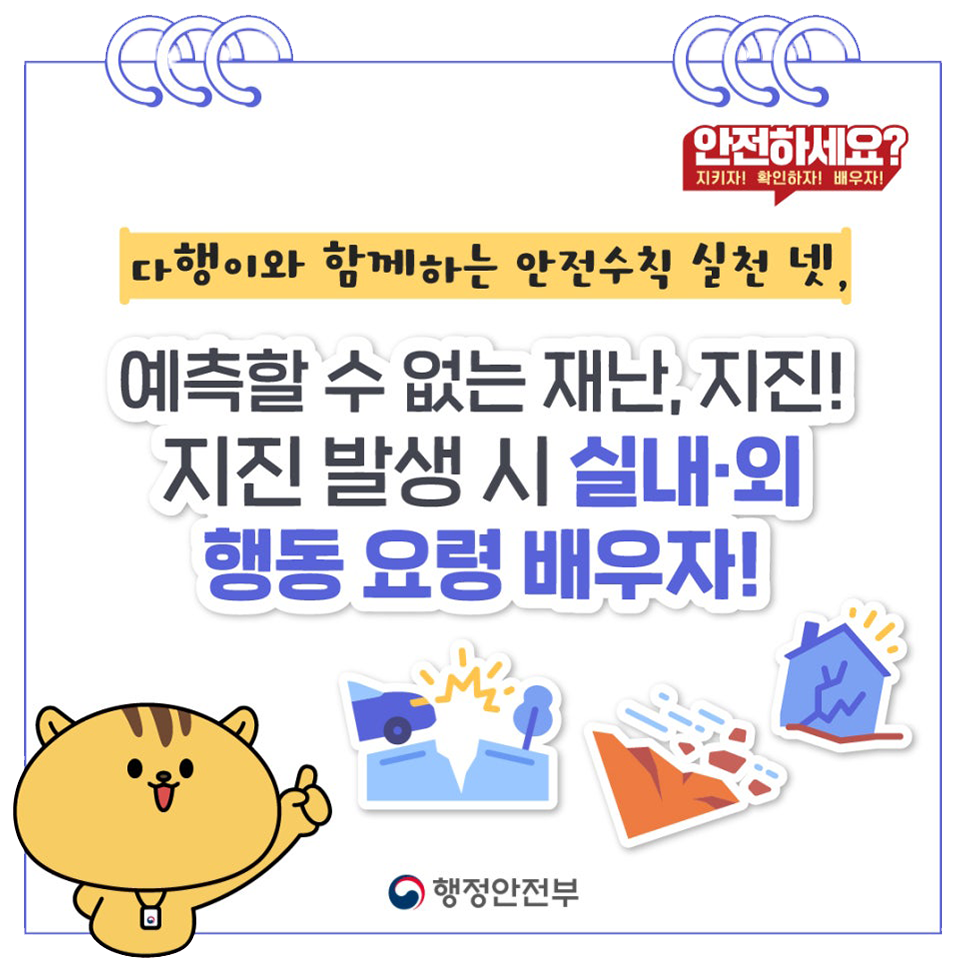 안전하세요?
지키자! 확인하자! 배우자!
다행이와 함께하는 안전수칙 실천 넷,
예측할 수 없는 재난, 지진!
지진 발생 시 실내·외
행동 요령 배우자!
행정안전부